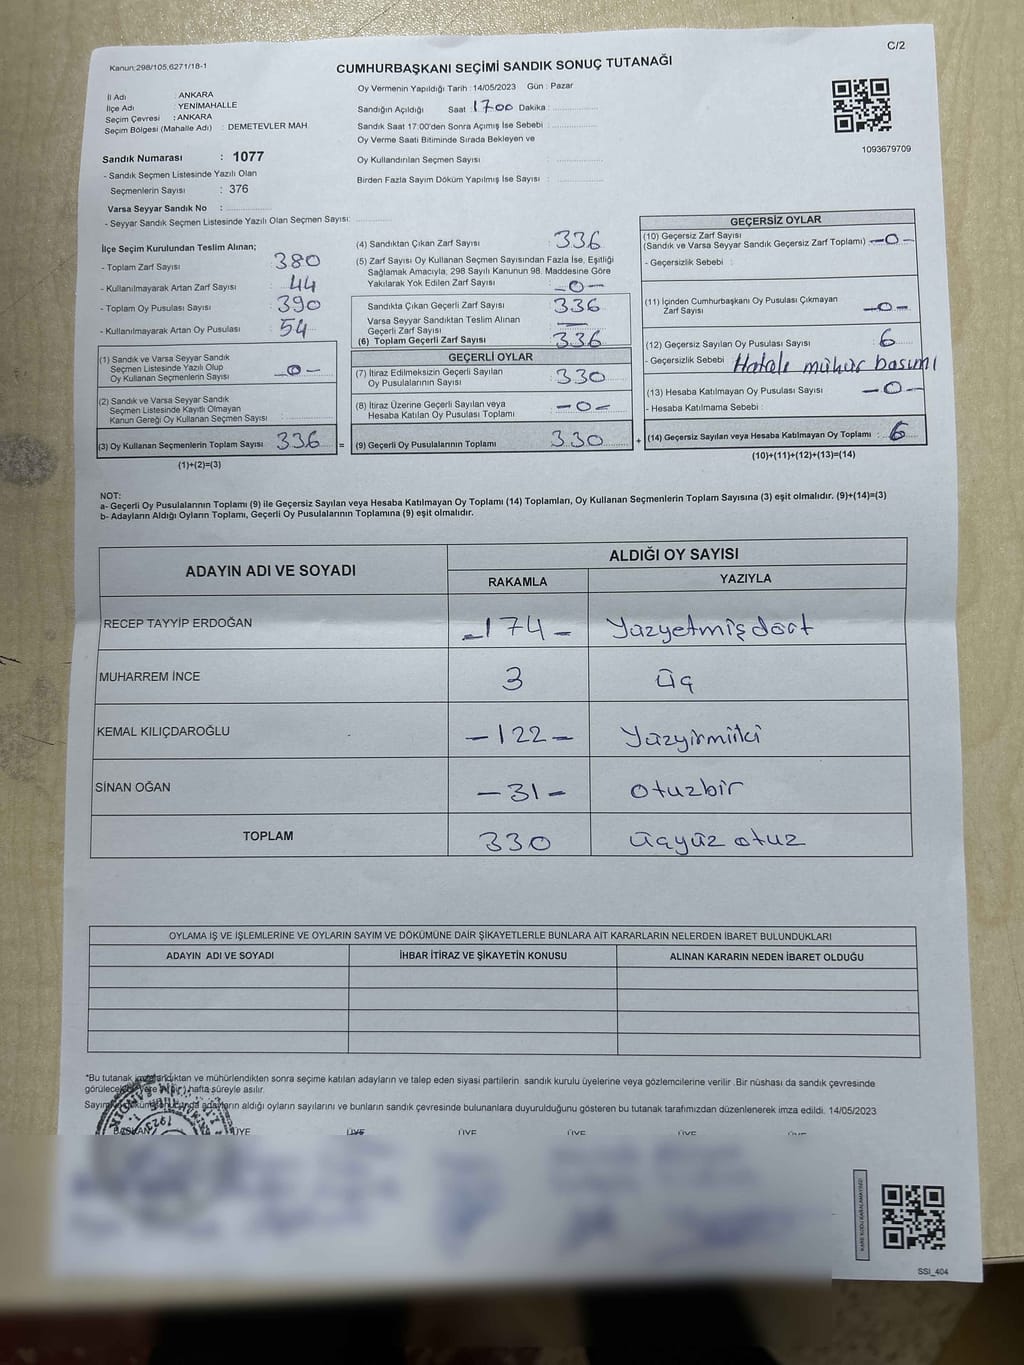 C/2
Kanun:298/105,6271/18-1
CUMHURBAŞKANI SEÇİMİ SANDIK SONUÇ TUTANAĞI
İl Adı : ANKARA
İlçe Adı : YENİMAHALLE
Seçim Çevresi : ANKARA
Seçim Bölgesi (Mahalle Adı) : DEMETEVLER MAH.
Oy Vermenin Yapıldığı Tarih : 14/05/2023 Gün : Pazar
Sandığın Açıldığı Saat : 1700 Dakika :
Sandık Saat 17:00'den Sonra Açımış İse Sebebi :
Oy Verme Saati Bitiminde Sırada Bekleyen ve
Oy Kullandırılan Seçmen Sayısı :
Birden Fazla Sayım Döküm Yapılmış İse Sayısı :
1093679709
Sandık Numarası : 1077
- Sandık Seçmen Listesinde Yazılı Olan
Seçmenlerin Sayısı : 376
Varsa Seyyar Sandık No :
- Seyyar Sandık Seçmen Listesinde Yazılı Olan Seçmen Sayısı:
İlçe Seçim Kurulundan Teslim Alınan;
- Toplam Zarf Sayısı 380
- Kullanılmayarak Artan Zarf Sayısı 44
- Toplam Oy Pusulası Sayısı 390
- Kullanılmayarak Artan Oy Pusulası 54
(1) Sandık ve Varsa Seyyar Sandık
Seçmen Listesinde Yazılı Olup
Oy Kullanan Seçmenlerin Sayısı : -0-
(2) Sandık ve Varsa Seyyar Sandık
Seçmen Listesinde Kayıtlı Olmayan
Kanun Gereği Oy Kullanan Seçmen Sayısı :
(3) Oy Kullanan Seçmenlerin Toplam Sayısı : 336 =
(1)+(2)=(3)
(4) Sandıktan Çıkan Zarf Sayısı : 336
(5) Zarf Sayısı Oy Kullanan Seçmen Sayısından Fazla İse, Eşitliği
Sağlamak Amacıyla, 298 Sayılı Kanunun 98. Maddesine Göre
Yakılarak Yok Edilen Zarf Sayısı : -0-
Sandıkta Çıkan Geçerli Zarf Sayısı : 336
Varsa Seyyar Sandıktan Teslim Alınan
Geçerli Zarf Sayısı : —
(6) Toplam Geçerli Zarf Sayısı : 336
GEÇERLİ OYLAR
(7) İtiraz Edilmeksizin Geçerli Sayılan
Oy Pusulalarının Sayısı : 330
(8) İtiraz Üzerine Geçerli Sayılan veya
Hesaba Katılan Oy Pusulası Toplamı : -0-
(9) Geçerli Oy Pusulalarının Toplamı : 330 +
GEÇERSİZ OYLAR
(10) Geçersiz Zarf Sayısı
(Sandık ve Varsa Seyyar Sandık Geçersiz Zarf Toplamı) : -0-
- Geçersizlik Sebebi :
(11) İçinden Cumhurbaşkanı Oy Pusulası Çıkmayan
Zarf Sayısı : -0-
(12) Geçersiz Sayılan Oy Pusulası Sayısı : 6
- Geçersizlik Sebebi : Hatalı mühür basımı
(13) Hesaba Katılmayan Oy Pusulası Sayısı : -0-
- Hesaba Katılmama Sebebi :
(14) Geçersiz Sayılan veya Hesaba Katılmayan Oy Toplamı : 6
(10)+(11)+(12)+(13)=(14)
NOT:
a- Geçerli Oy Pusulalarının Toplamı (9) ile Geçersiz Sayılan veya Hesaba Katılmayan Oy Toplamı (14) Toplamları, Oy Kullanan Seçmenlerin Toplam Sayısına (3) eşit olmalıdır. (9)+(14)=(3)
b- Adayların Aldığı Oyların Toplamı, Geçerli Oy Pusulalarının Toplamına (9) eşit olmalıdır.
ADAYIN ADI VE SOYADI
ALDIĞI OY SAYISI
RAKAMLA YAZIYLA
RECEP TAYYİP ERDOĞAN -174- Yüzyetmişdört
MUHARREM İNCE 3 üç
KEMAL KILIÇDAROĞLU -122- Yüzyirmiiki
SİNAN OĞAN -31- otuzbir
TOPLAM 330 üçyüz otuz
OYLAMA İŞ VE İŞLEMLERİNE VE OYLARIN SAYIM VE DÖKÜMÜNE DAİR ŞİKAYETLERLE BUNLARA AİT KARARLARIN NELERDEN İBARET BULUNDUKLARI
ADAYIN ADI VE SOYADI İHBAR İTİRAZ VE ŞİKAYETİN KONUSU ALINAN KARARIN NEDEN İBARET OLDUĞU
*Bu tutanak imzalandıktan ve mühürlendikten sonra seçime katılan adayların ve talep eden siyasi partilerin sandık kurulu üyelerine veya gözlemcilerine verilir. Bir nüshası da sandık çevresinde
görülecek bir yere 1 (bir) hafta süreyle asılır.
adayların aldığı oyların sayılarını ve bunların sandık çevresinde bulunanlara duyurulduğunu gösteren bu tutanak tarafımızdan düzenlenerek imza edildi. 14/05/2023
BAŞKAN ÜYE ÜYE ÜYE ÜYE ÜYE ÜYE
KARE KODU KARALAMAYINIZ!
SSI_404